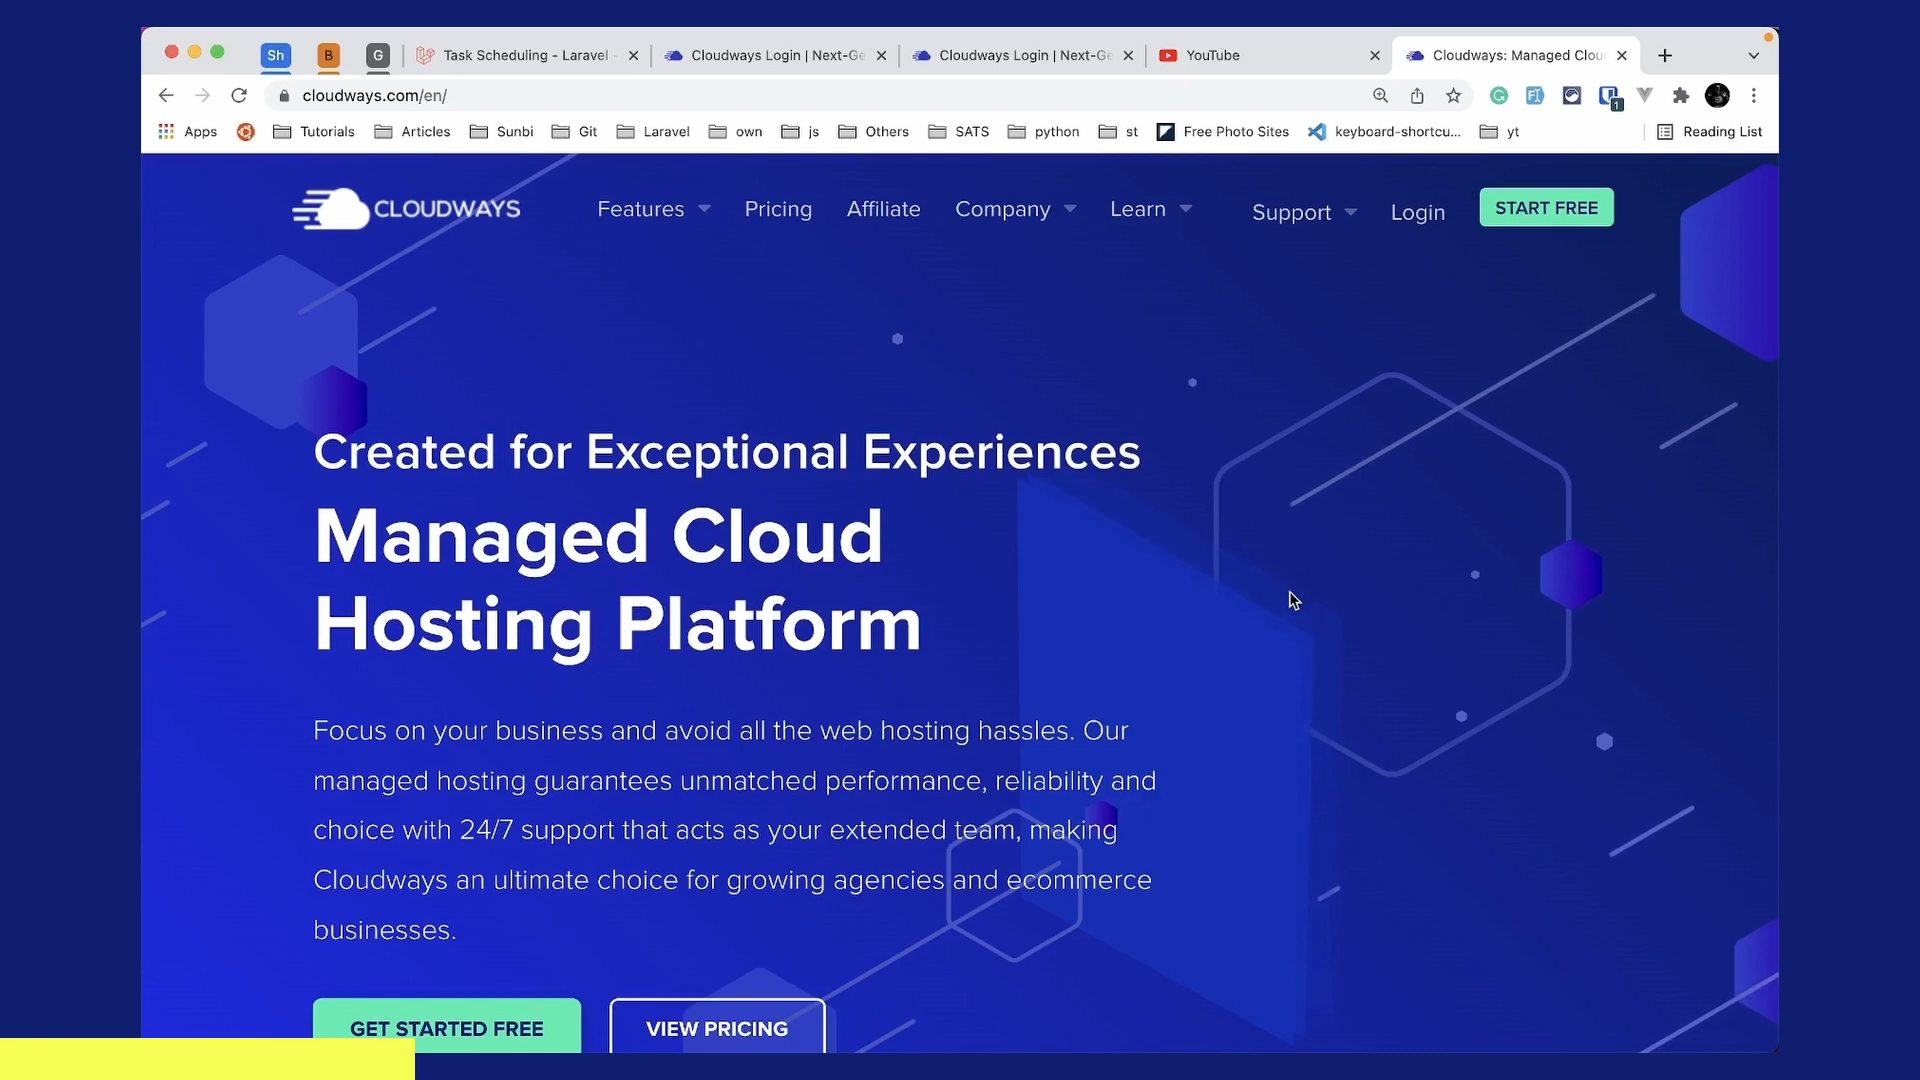 Sh
B
G
Task Scheduling - Laravel -
Cloudways Login | Next-Ge
Cloudways Login | Next-Ge
YouTube
Cloudways: Managed Clou
cloudways.com/en/
1
Apps
Tutorials
Articles
Sunbi
Git
Laravel
own
js
Others
SATS
python
st
Free Photo Sites
keyboard-shortcu...
yt
Reading List
CLOUDWAYS
Features
Pricing
Affiliate
Company
Learn
Support
Login
START FREE
Created for Exceptional Experiences
Managed Cloud
Hosting Platform
Focus on your business and avoid all the web hosting hassles. Our
managed hosting guarantees unmatched performance, reliability and
choice with 24/7 support that acts as your extended team, making
Cloudways an ultimate choice for growing agencies and ecommerce
businesses.
GET STARTED FREE
VIEW PRICING